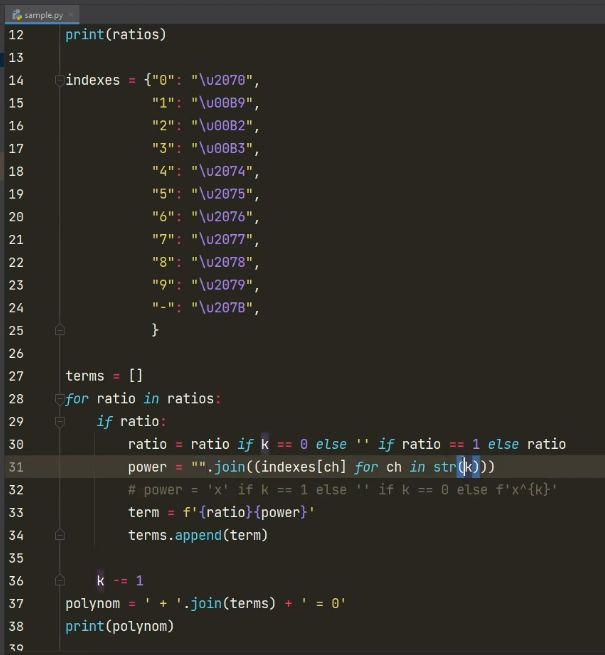 sample.py
12 print(ratios)
13
14 indexes = {"0": "\u2070",
15 "1": "\u00B9",
16 "2": "\u00B2",
17 "3": "\u00B3",
18 "4": "\u2074",
19 "5": "\u2075",
20 "6": "\u2076",
21 "7": "\u2077",
22 "8": "\u2078",
23 "9": "\u2079",
24 "-": "\u207B",
25 }
26
27 terms = []
28 for ratio in ratios:
29 if ratio:
30 ratio = ratio if k == 0 else '' if ratio == 1 else ratio
31 power = "".join((indexes[ch] for ch in str(k)))
32 # power = 'x' if k == 1 else '' if k == 0 else f'x^{k}'
33 term = f'{ratio}{power}'
34 terms.append(term)
35
36 k -= 1
37 polynom = ' + '.join(terms) + ' = 0'
38 print(polynom)
39